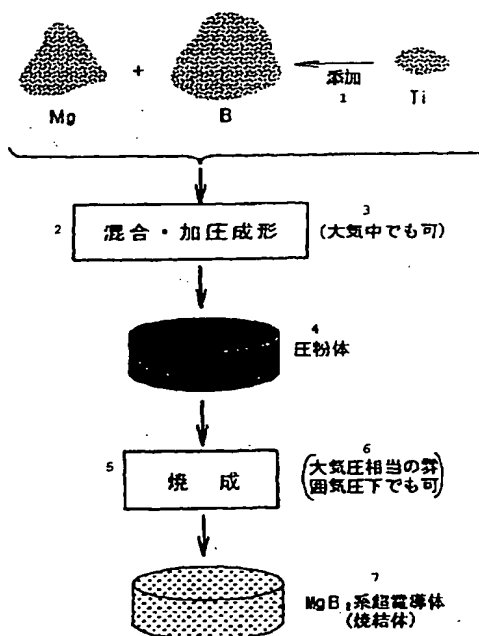 Mg + B 添加 Ti
1
2 混合・加圧成形 3 (大気中でも可)
4
圧粉体
5 焼 成 6 (大気圧相当の雰
囲気圧下でも可)
7
MgB₂系超電導体
(焼結体)